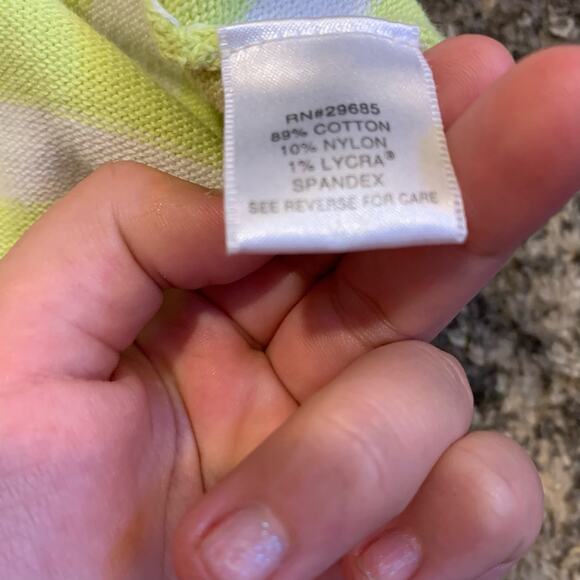 RN#29685
89% COTTON
10% NYLON
1% LYCRA®
SPANDEX
SEE REVERSE FOR CARE